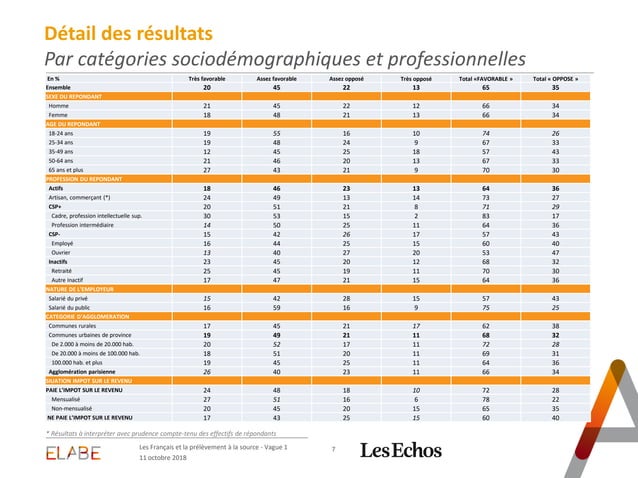 Détail des résultats
Par catégories sociodémographiques et professionnelles
En % Très favorable Assez favorable Assez opposé Très opposé Total «FAVORABLE » Total « OPPOSE »
Ensemble 20 45 22 13 65 35
SEXE DU REPONDANT
Homme 21 45 22 12 66 34
Femme 18 48 21 13 66 34
AGE DU REPONDANT
18-24 ans 19 55 16 10 74 26
25-34 ans 19 48 24 9 67 33
35-49 ans 12 45 25 18 57 43
50-64 ans 21 46 20 13 67 33
65 ans et plus 27 43 21 9 70 30
PROFESSION DU REPONDANT
Actifs 18 46 23 13 64 36
Artisan, commerçant (*) 24 49 13 14 73 27
CSP+ 20 51 21 8 71 29
Cadre, profession intellectuelle sup. 30 53 15 2 83 17
Profession intermédiaire 14 50 25 11 64 36
CSP- 15 42 26 17 57 43
Employé 16 44 25 15 60 40
Ouvrier 13 40 27 20 53 47
Inactifs 23 45 20 12 68 32
Retraité 25 45 19 11 70 30
Autre Inactif 17 47 21 15 64 36
NATURE DE L'EMPLOYEUR
Salarié du privé 15 42 28 15 57 43
Salarié du public 16 59 16 9 75 25
CATEGORIE D'AGGLOMERATION
Communes rurales 17 45 21 17 62 38
Communes urbaines de province 19 49 21 11 68 32
De 2.000 à moins de 20.000 hab. 20 52 17 11 72 28
De 20.000 à moins de 100.000 hab. 18 51 20 11 69 31
100.000 hab. et plus 19 45 25 11 64 36
Agglomération parisienne 26 40 23 11 66 34
SIUATION IMPOT SUR LE REVENU
PAIE L'IMPOT SUR LE REVENU 24 48 18 10 72 28
Mensualisé 27 51 16 6 78 22
Non-mensualisé 20 45 20 15 65 35
NE PAIE L'IMPOT SUR LE REVENU 17 43 25 15 60 40
* Résultats à interpréter avec prudence compte-tenu des effectifs de répondants
ELABE
Les Français et la prélèvement à la source - Vague 1
11 octobre 2018
7
Les Echos